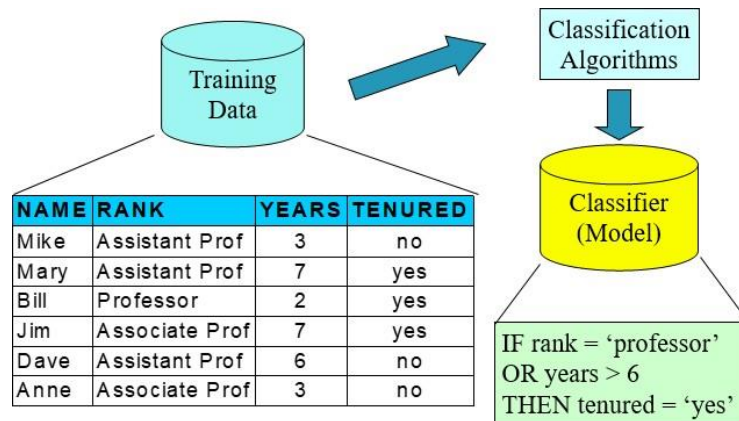 Training
Data
Classification
Algorithms
NAME RANK YEARS TENURED
Mike Assistant Prof 3 no
Mary Assistant Prof 7 yes
Bill Professor 2 yes
Jim Associate Prof 7 yes
Dave Assistant Prof 6 no
Anne Associate Prof 3 no
Classifier
(Model)
IF rank = ‘professor’
OR years > 6
THEN tenured = ‘yes’